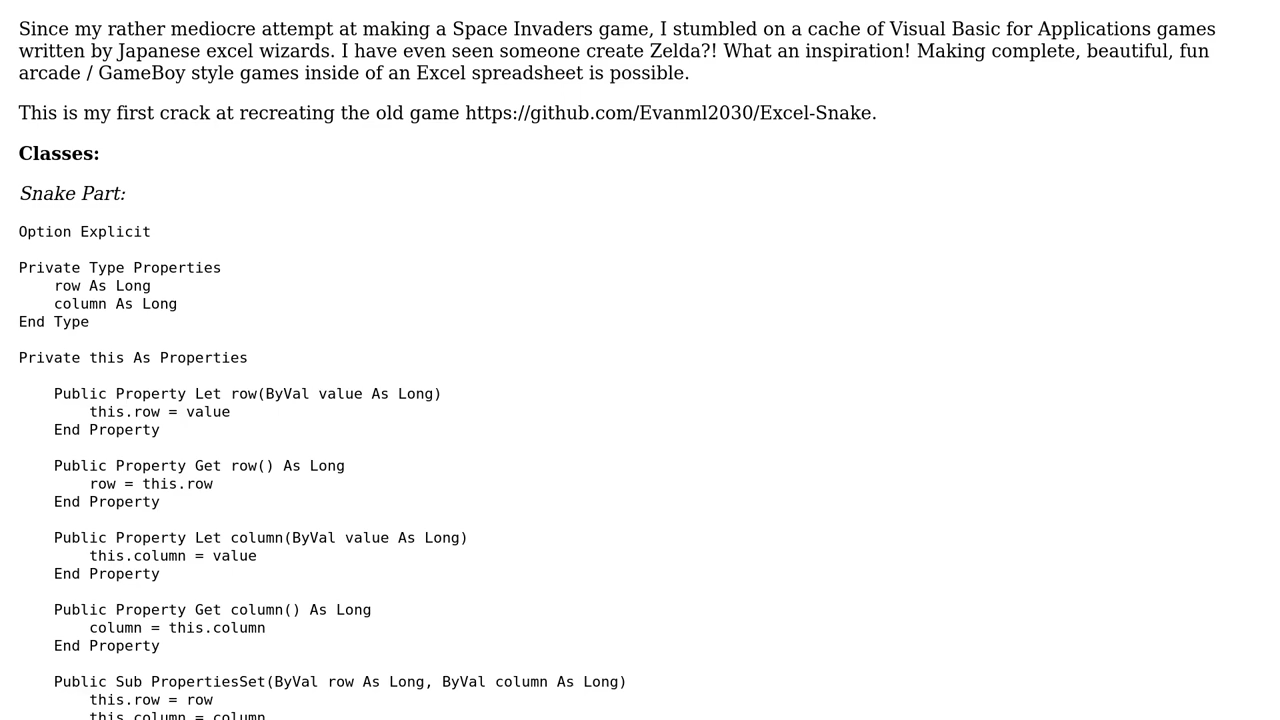 Since my rather mediocre attempt at making a Space Invaders game, I stumbled on a cache of Visual Basic for Applications games
written by Japanese excel wizards. I have even seen someone create Zelda?! What an inspiration! Making complete, beautiful, fun
arcade / GameBoy style games inside of an Excel spreadsheet is possible.
This is my first crack at recreating the old game https://github.com/Evanml2030/Excel-Snake.
Classes:
Snake Part:
Option Explicit
Private Type Properties
    row As Long
    column As Long
End Type
Private this As Properties
    Public Property Let row(ByVal value As Long)
        this.row = value
    End Property
    Public Property Get row() As Long
        row = this.row
    End Property
    Public Property Let column(ByVal value As Long)
        this.column = value
    End Property
    Public Property Get column() As Long
        column = this.column
    End Property
    Public Sub PropertiesSet(ByVal row As Long, ByVal column As Long)
        this.row = row
        this.column = column